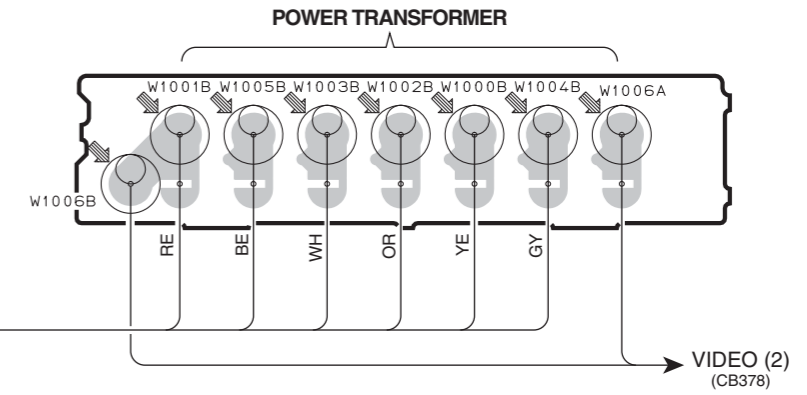 POWER TRANSFORMER
W1001B W1005B W1003B W1002B W1000B W1004B W1006A
W1006B
RE BE WH OR YE GY
VIDEO (2)
(CB378)